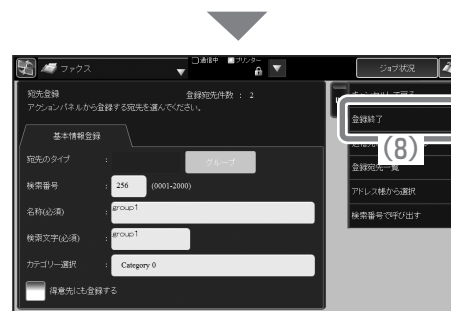 ファクス
通信中 プリンター
ジョブ状況
宛先登録
登録宛先件数 : 2
アクションパネルから登録する宛先を選んでください。
基本情報登録
宛先のタイプ :
グループ
検索番号 : 256 (0001-2000)
名称(必須) : group1
検索文字(必須) : group1
カテゴリー選択 : Category 0
得意先にも登録する
登録終了
(8)
登録宛先一覧
アドレス帳から選択
検索番号で呼び出す